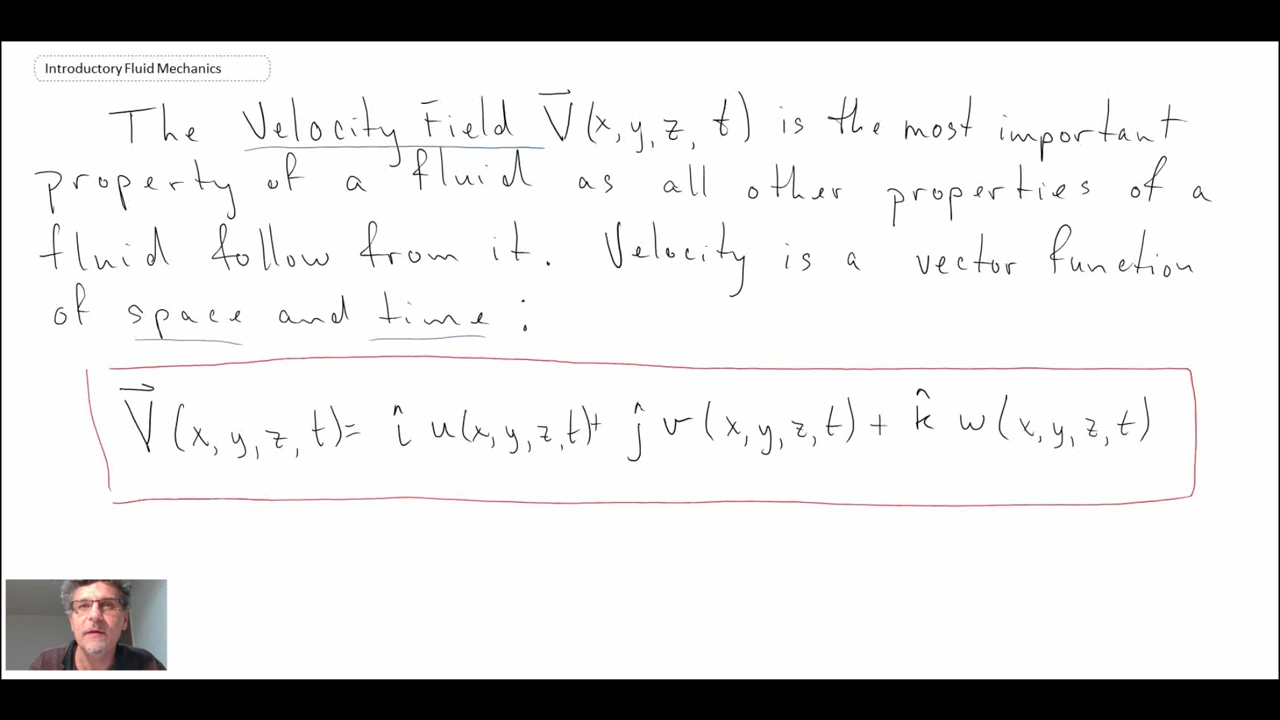 Introductory Fluid Mechanics
The Velocity Field V⃗(x, y, z, t) is the most important
property of a fluid as all other properties of a
fluid follow from it. Velocity is a vector function
of space and time :
V⃗(x, y, z, t)= î u(x, y, z, t)+ ĵ v(x, y, z, t) + k̂ w(x, y, z, t)